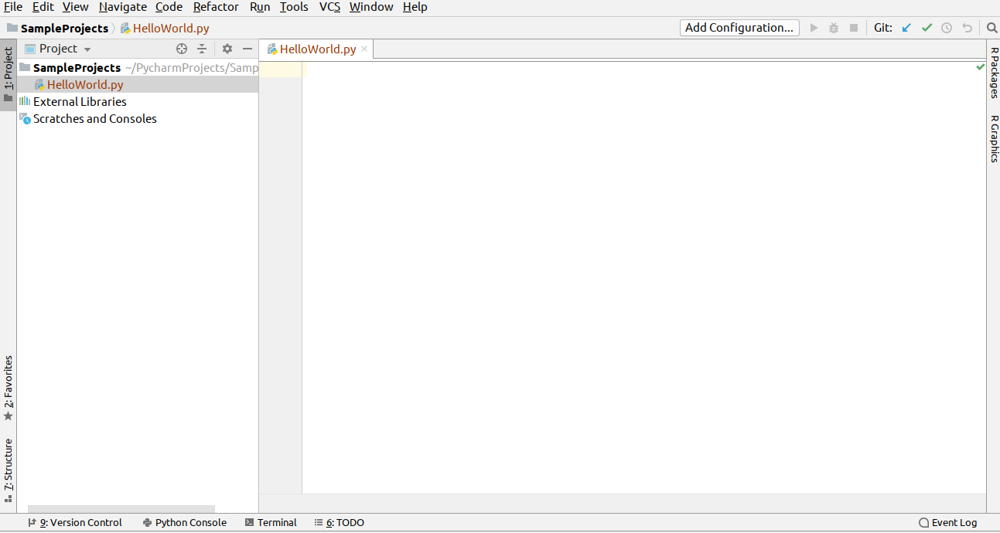 File Edit View Navigate Code Refactor Run Tools VCS Window Help
SampleProjects HelloWorld.py Add Configuration... Git:
1: Project
Project
HelloWorld.py
SampleProjects ~/PycharmProjects/Samp
HelloWorld.py
External Libraries
Scratches and Consoles
R Packages
R Graphics
2: Favorites
7: Structure
9: Version Control Python Console Terminal 6: TODO Event Log